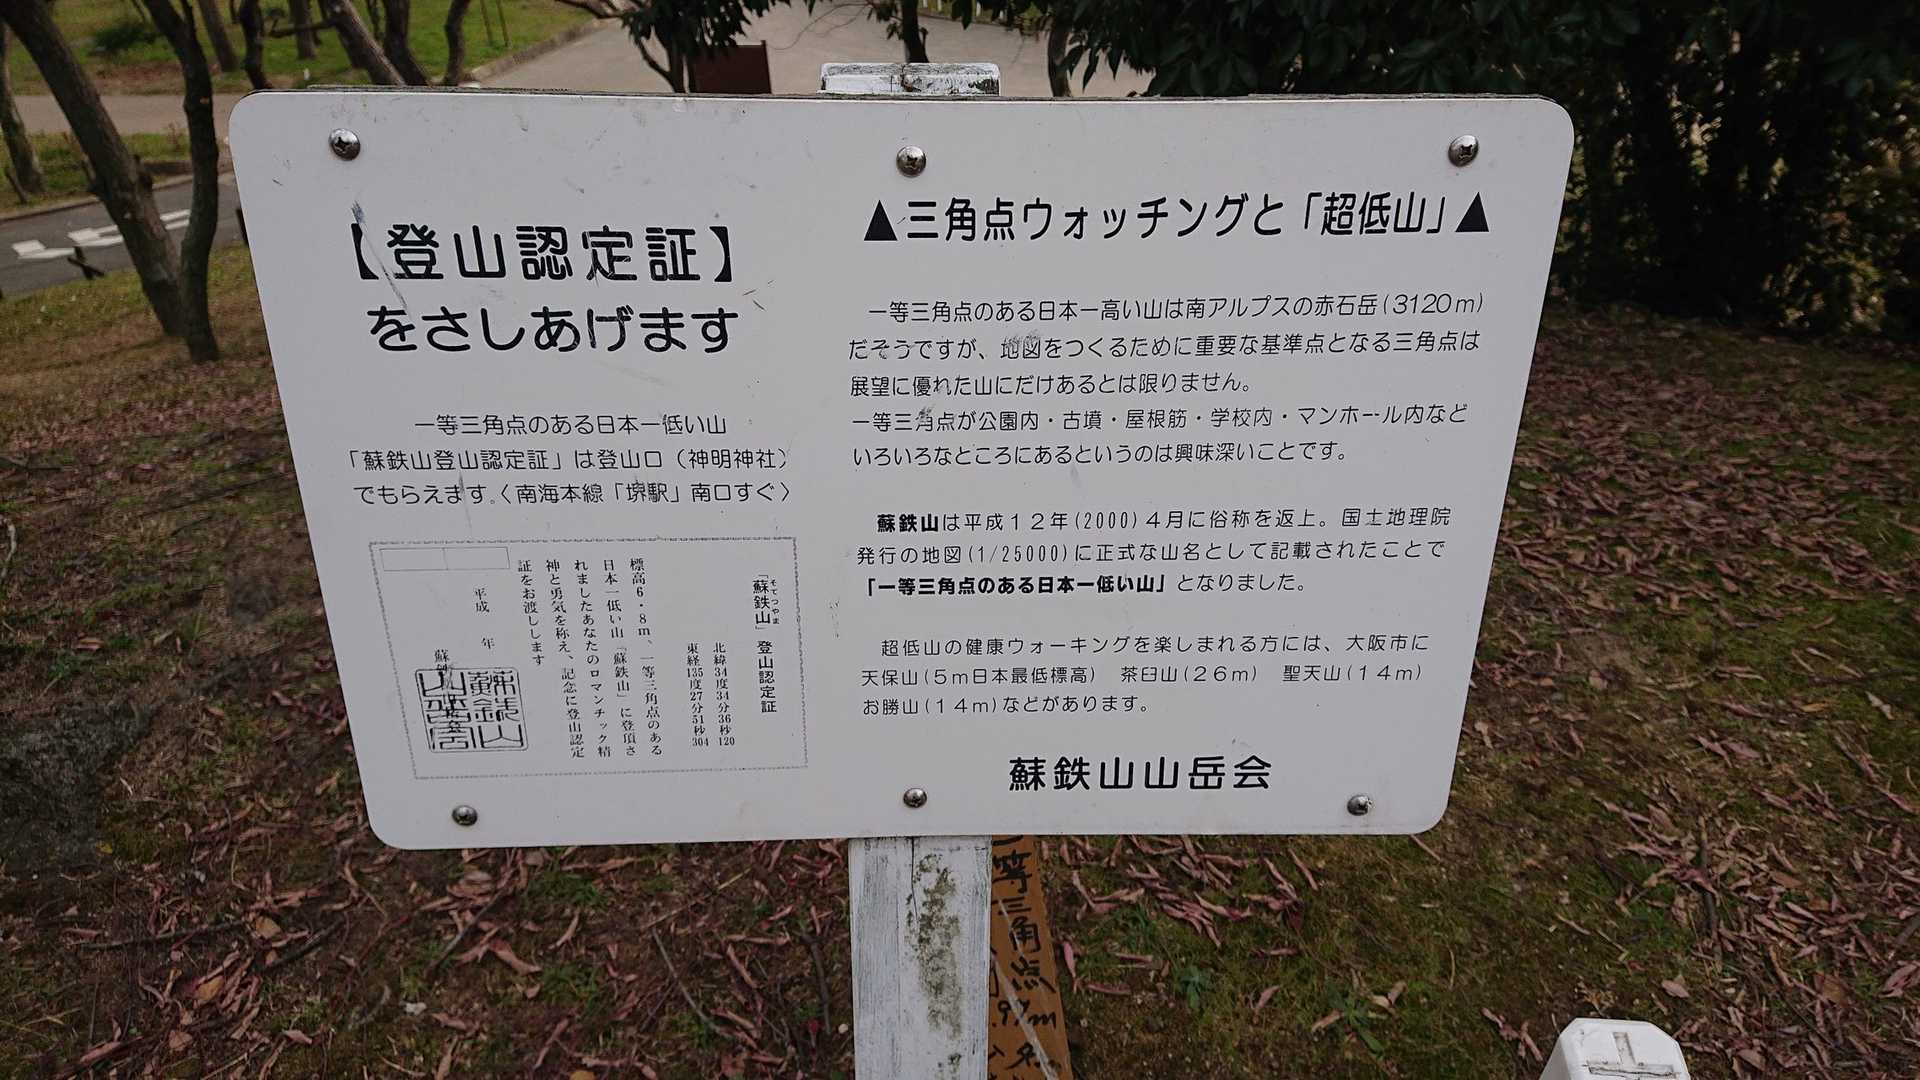 【登山認定証】
をさしあげます
一等三角点のある日本一低い山
「蘇鉄山登山認定証」は登山口（神明神社）
でもらえます。〈南海本線「堺駅」南口すぐ〉
「蘇鉄山」登山認定証
そてつやま
北緯34度34分36秒120
東経135度27分51秒304
標高6・8m、一等三角点のある
日本一低い山「蘇鉄山」に登頂さ
れましたあなたのロマンチック精
神と勇気を称え、記念に登山認定
証をお渡しします
平成　年
蘇鉄山岳会
▲三角点ウォッチングと「超低山」▲
一等三角点のある日本一高い山は南アルプスの赤石岳(3120m)
だそうですが、地図をつくるために重要な基準点となる三角点は
展望に優れた山にだけあるとは限りません。
一等三角点が公園内・古墳・屋根筋・学校内・マンホール内など
いろいろなところにあるというのは興味深いことです。
蘇鉄山は平成12年(2000)4月に俗称を返上。国土地理院
発行の地図(1/25000)に正式な山名として記載されたことで
「一等三角点のある日本一低い山」となりました。
超低山の健康ウォーキングを楽しまれる方には、大阪市に
天保山(5m日本最低標高)　茶臼山(26m)　聖天山(14m)
お勝山(14m)などがあります。
蘇鉄山山岳会
等三角点